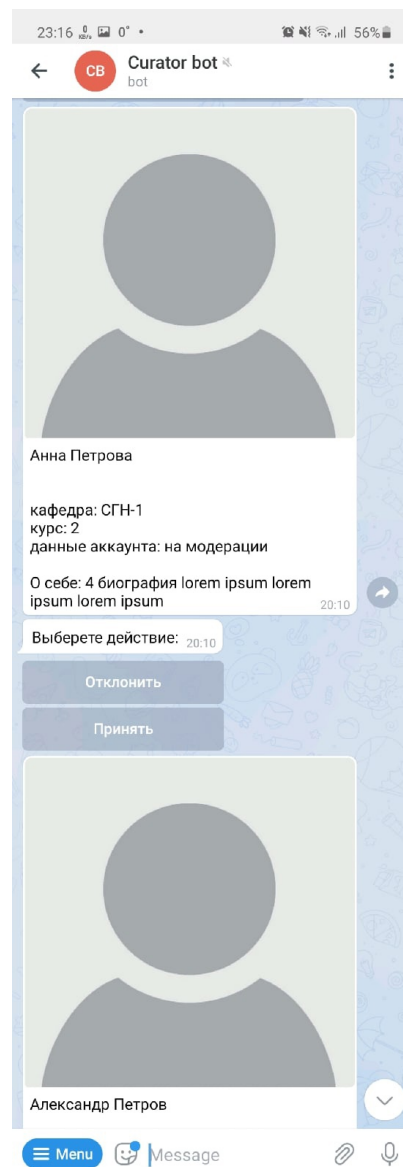 23:16 0 KB/s 0° • 56%
CB
Curator bot
bot
Анна Петрова
кафедра: СГН-1
курс: 2
данные аккаунта: на модерации
О себе: 4 биография lorem ipsum lorem
ipsum lorem ipsum
20:10
Выберете действие: 20:10
Отклонить
Принять
Александр Петров
Menu Message